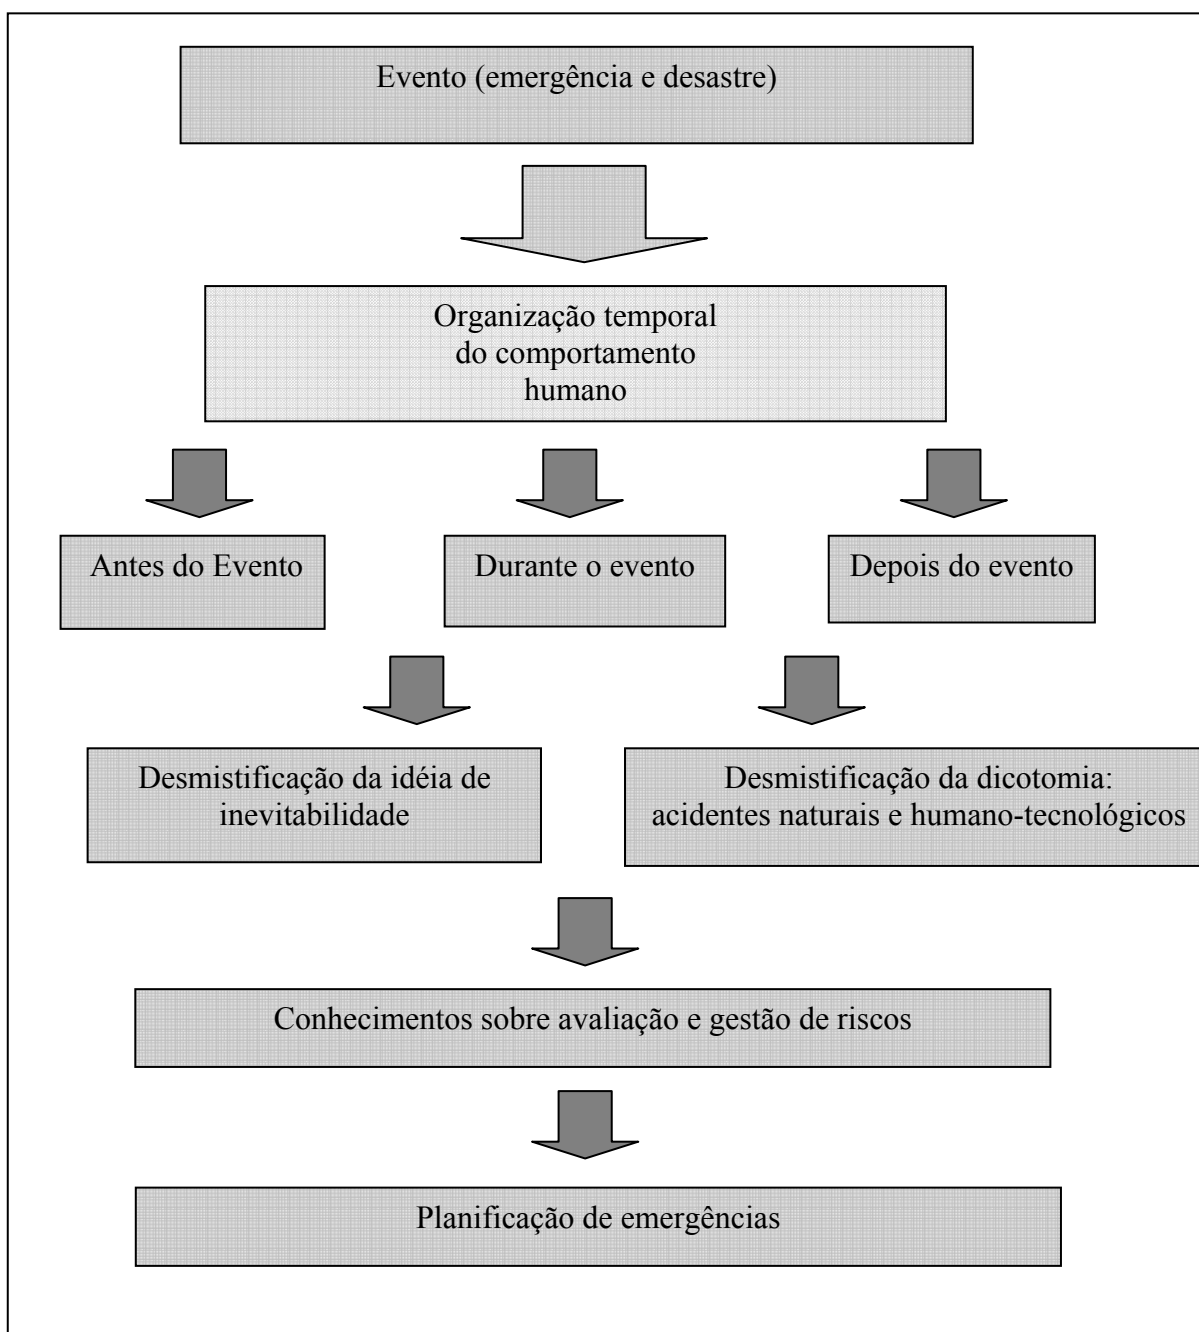 Evento (emergência e desastre)
Organização temporal
do comportamento
humano
Antes do Evento
Durante o evento
Depois do evento
Desmistificação da idéia de
inevitabilidade
Desmistificação da dicotomia:
acidentes naturais e humano-tecnológicos
Conhecimentos sobre avaliação e gestão de riscos
Planificação de emergências